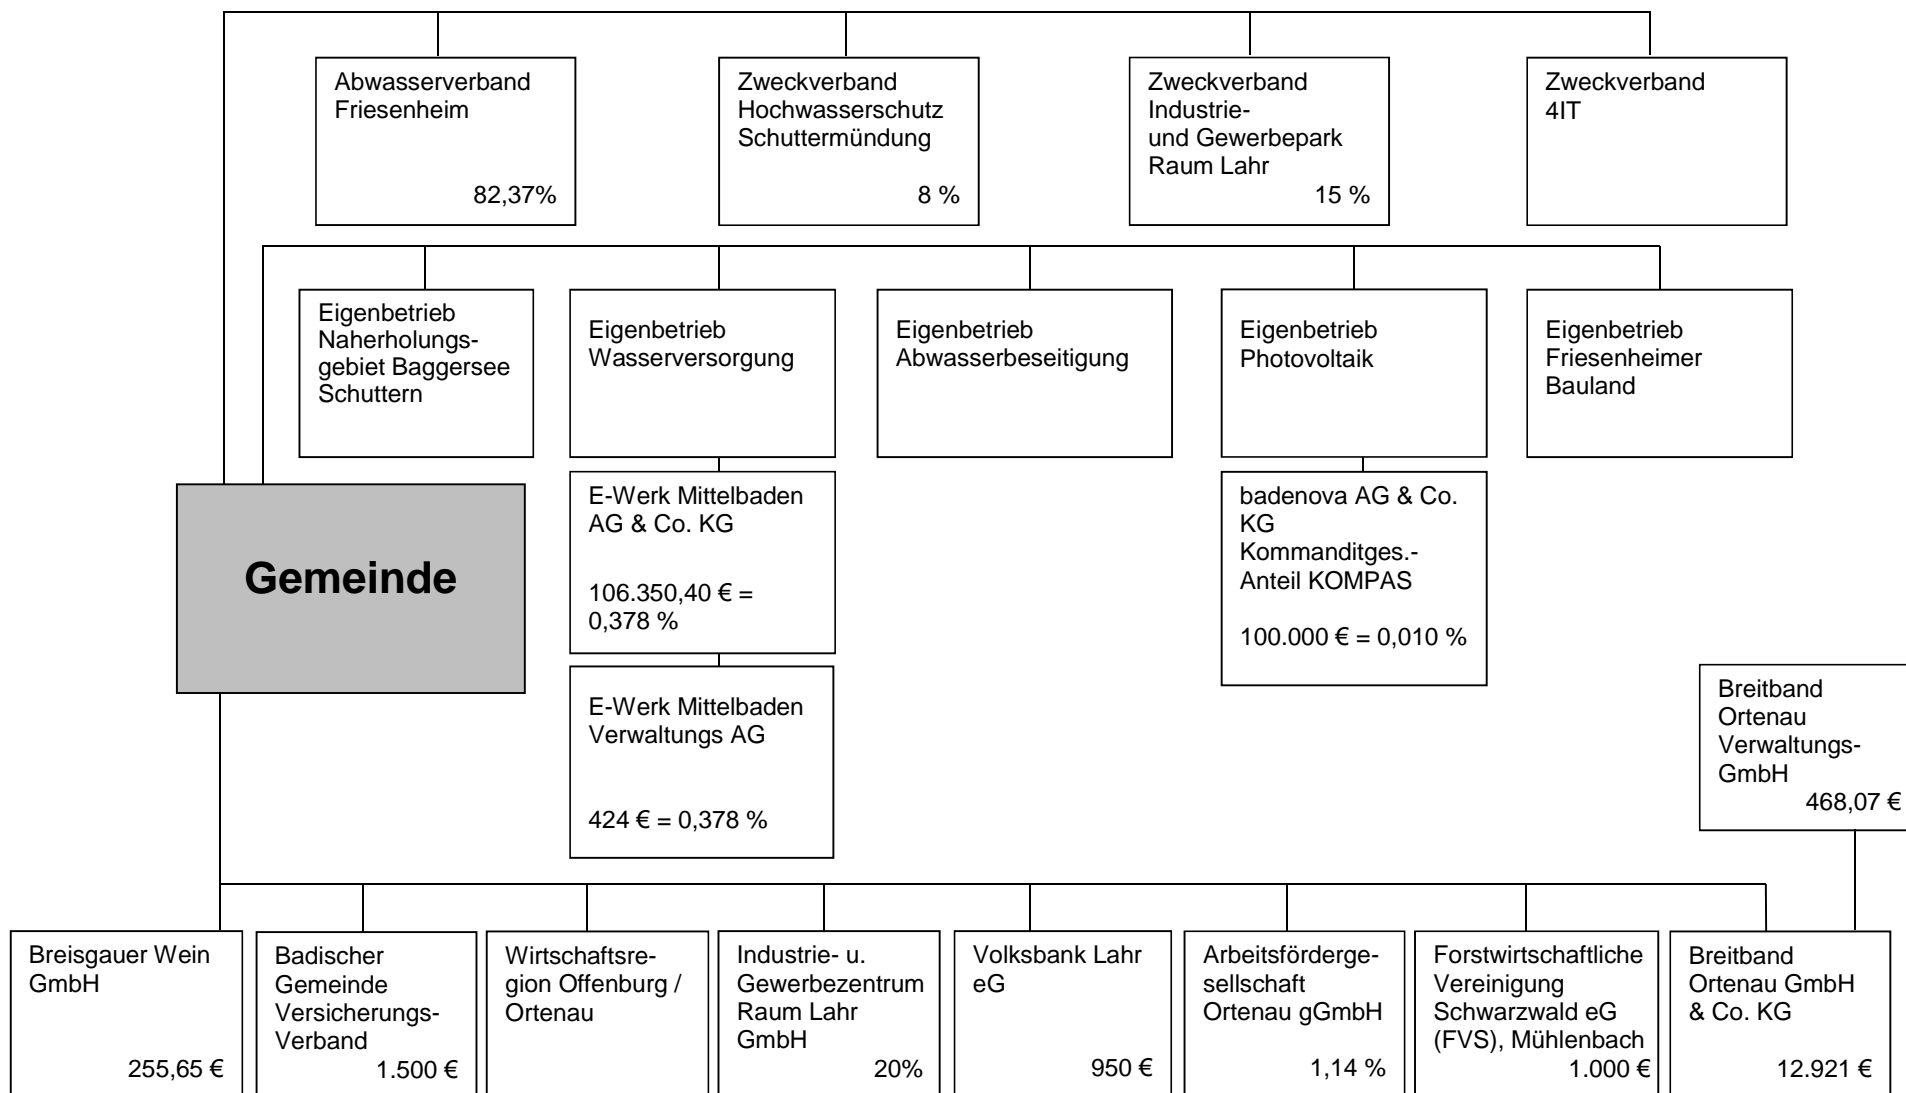 Abwasserverband
Friesenheim
82,37%
Zweckverband
Hochwasserschutz
Schuttermündung
8 %
Zweckverband
Industrie-
und Gewerbepark
Raum Lahr
15 %
Zweckverband
4IT
Eigenbetrieb
Naherholungs-
gebiet Baggersee
Schuttern
Eigenbetrieb
Wasserversorgung
Eigenbetrieb
Abwasserbeseitigung
Eigenbetrieb
Photovoltaik
Eigenbetrieb
Friesenheimer
Bauland
Gemeinde
E-Werk Mittelbaden
AG & Co. KG
106.350,40 € =
0,378 %
badenova AG & Co.
KG
Kommanditges.-
Anteil KOMPAS
100.000 € = 0,010 %
E-Werk Mittelbaden
Verwaltungs AG
424 € = 0,378 %
Breitband
Ortenau
Verwaltungs-
GmbH
468,07 €
Breisgauer Wein
GmbH
255,65 €
Badischer
Gemeinde
Versicherungs-
Verband
1.500 €
Wirtschaftsre-
gion Offenburg /
Ortenau
Industrie- u.
Gewerbezentrum
Raum Lahr
GmbH
20%
Volksbank Lahr
eG
950 €
Arbeitsförderge-
sellschaft
Ortenau gGmbH
1,14 %
Forstwirtschaftliche
Vereinigung
Schwarzwald eG
(FVS), Mühlenbach
1.000 €
Breitband
Ortenau GmbH
& Co. KG
12.921 €